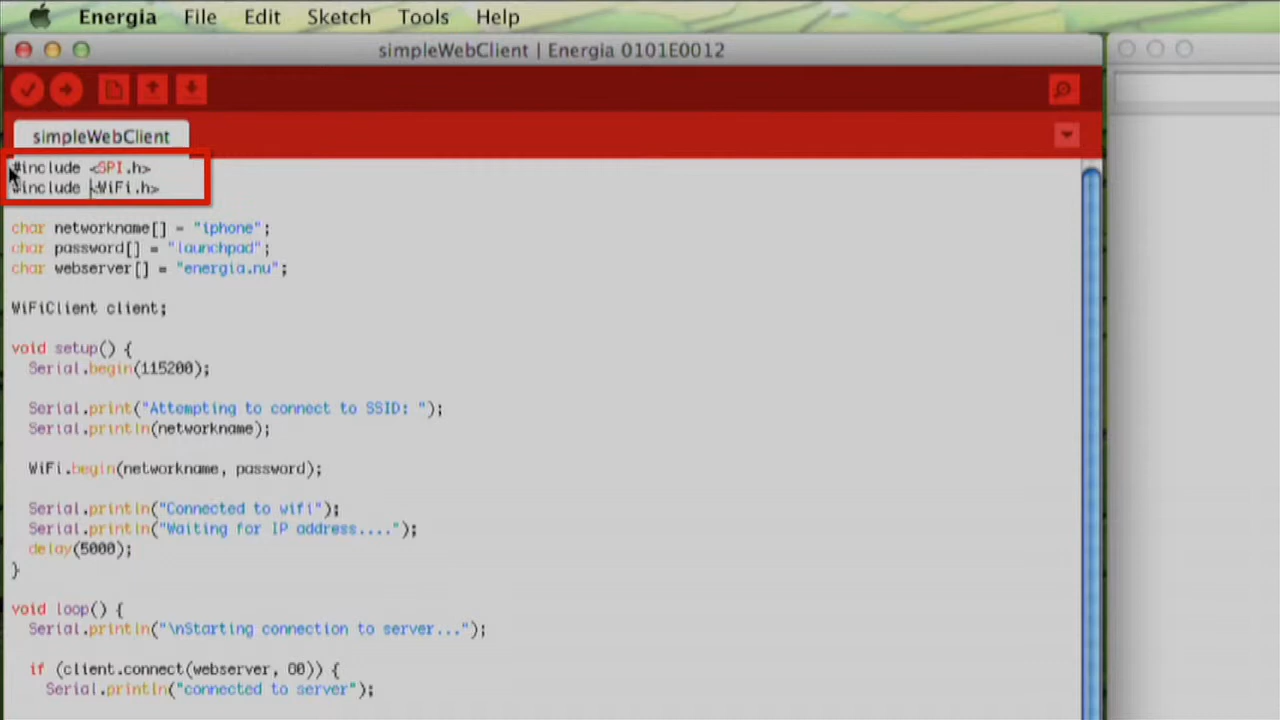 Energia File Edit Sketch Tools Help
simpleWebClient | Energia 0101E0012
simpleWebClient
#include <SPI.h>
#include <WiFi.h>
char networkname[] = "iphone";
char password[] = "launchpad";
char webserver[] = "energia.nu";
WiFiClient client;
void setup() {
Serial.begin(115200);
Serial.print("Attempting to connect to SSID: ");
Serial.println(networkname);
WiFi.begin(networkname, password);
Serial.println("Connected to wifi");
Serial.println("Waiting for IP address....");
delay(5000);
}
void loop() {
Serial.println("\nStarting connection to server...");
if (client.connect(webserver, 80)) {
Serial.println("connected to server");